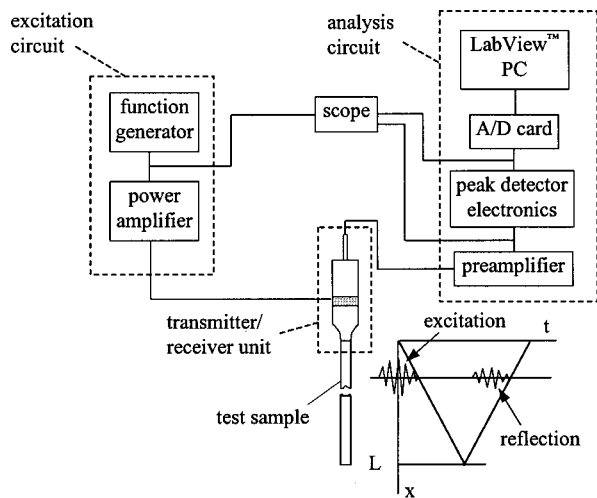 excitation
circuit
function
generator
power
amplifier
scope
analysis
circuit
LabView™
PC
A/D card
peak detector
electronics
preamplifier
transmitter/
receiver unit
test sample
excitation
t
reflection
L
x